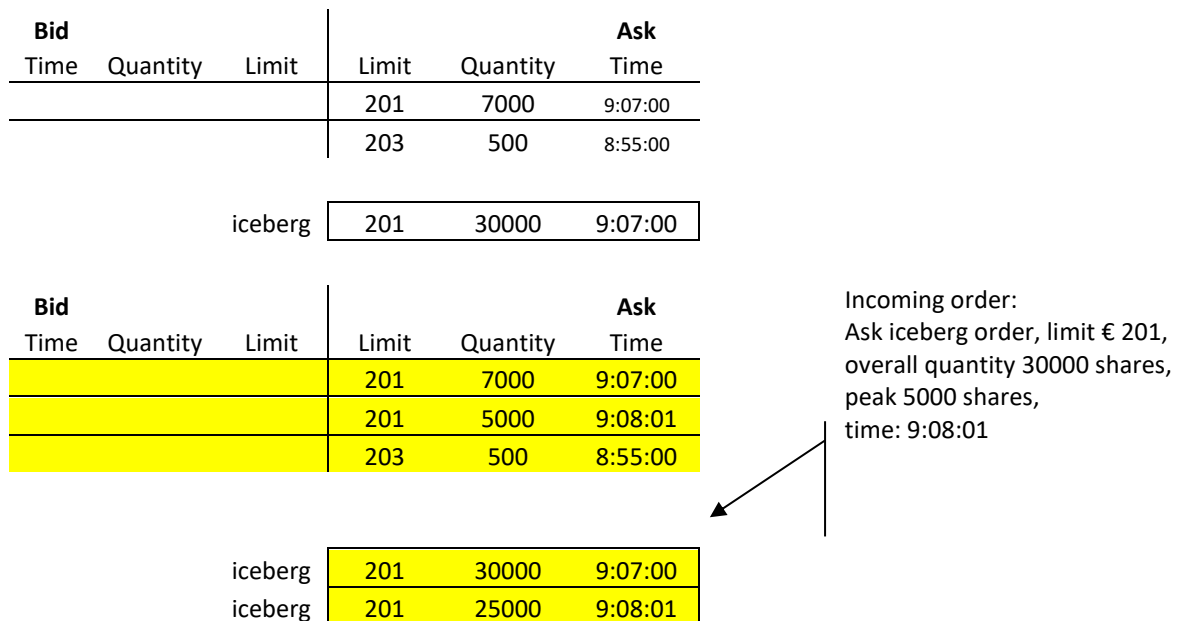 Bid Ask
Time Quantity Limit Limit Quantity Time
201 7000 9:07:00
203 500 8:55:00
iceberg 201 30000 9:07:00
Bid Ask
Time Quantity Limit Limit Quantity Time
201 7000 9:07:00
201 5000 9:08:01
203 500 8:55:00
iceberg 201 30000 9:07:00
iceberg 201 25000 9:08:01
Incoming order:
Ask iceberg order, limit € 201,
overall quantity 30000 shares,
peak 5000 shares,
time: 9:08:01